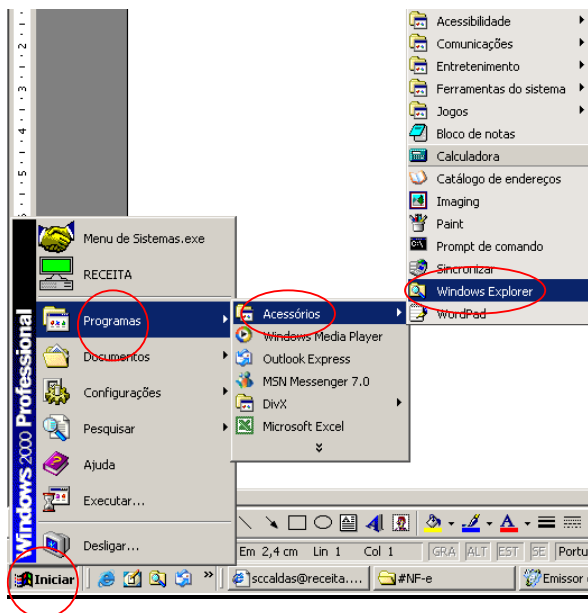 Acessibilidade
Comunicações
Entretenimento
Ferramentas do sistema
Jogos
Bloco de notas
Calculadora
Catálogo de endereços
Imaging
Paint
Prompt de comando
Sincronizar
Windows Explorer
WordPad
Menu de Sistemas.exe
RECEITA
Programas
Documentos
Configurações
Pesquisar
Ajuda
Executar...
Desligar...
Windows 2000 Professional
Acessórios
Windows Media Player
Outlook Express
MSN Messenger 7.0
DivX
Microsoft Excel
Em 2,4 cm Lin 1 Col 1 GRA ALT EST SE Portu
Iniciar » sccaldas@receita.... #NF-e Emissor